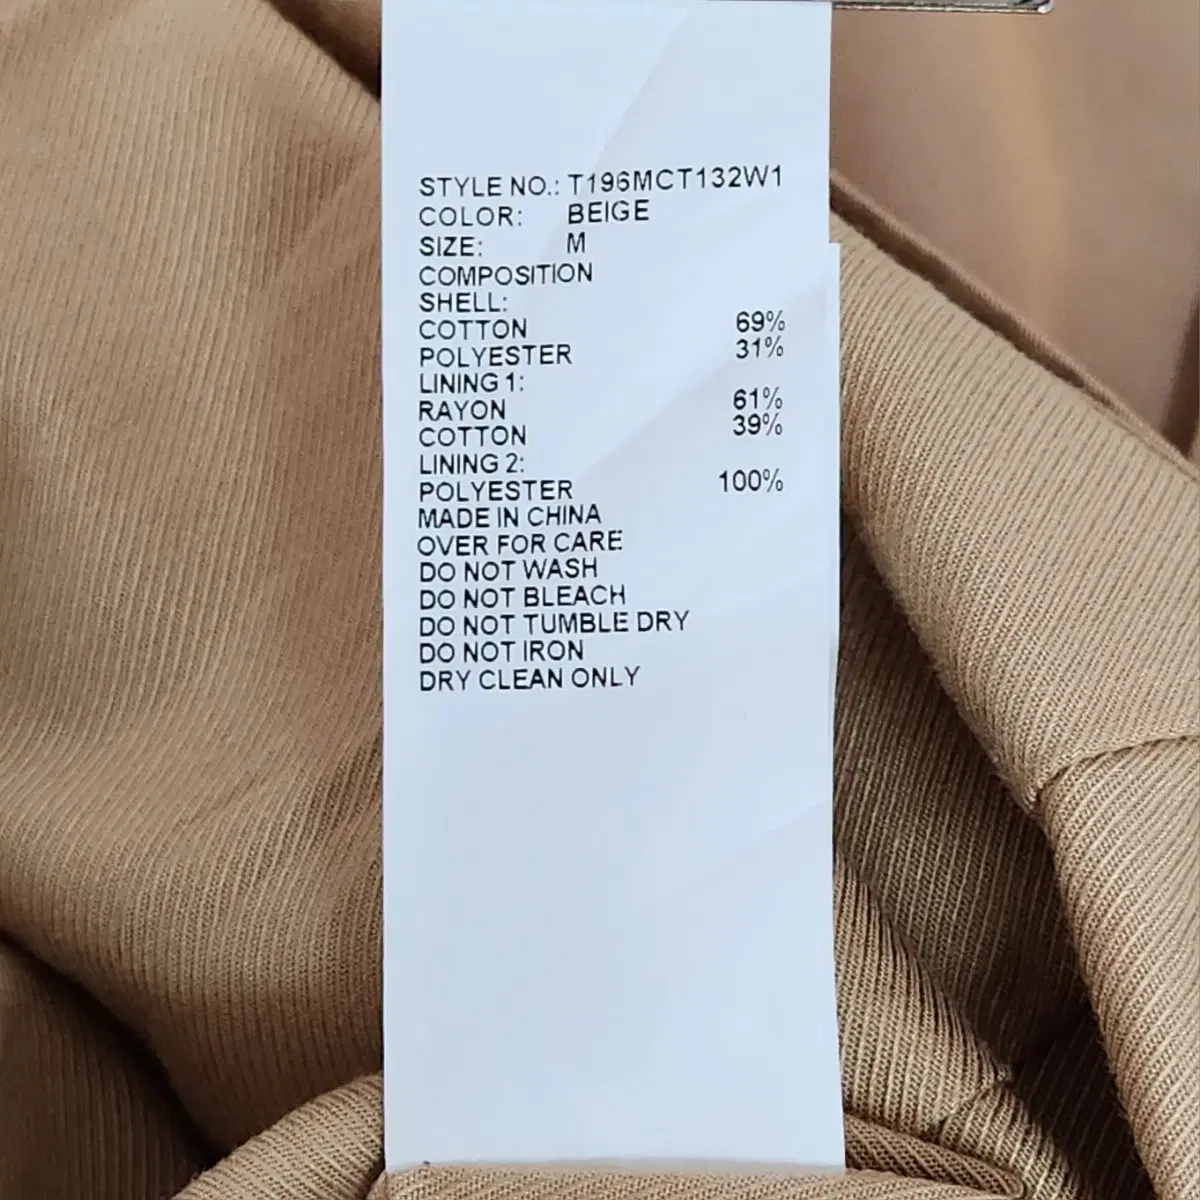 STYLE NO.: T196MCT132W1
COLOR: BEIGE
SIZE: M
COMPOSITION
SHELL:
COTTON 69%
POLYESTER 31%
LINING 1:
RAYON 61%
COTTON 39%
LINING 2:
POLYESTER 100%
MADE IN CHINA
OVER FOR CARE
DO NOT WASH
DO NOT BLEACH
DO NOT TUMBLE DRY
DO NOT IRON
DRY CLEAN ONLY